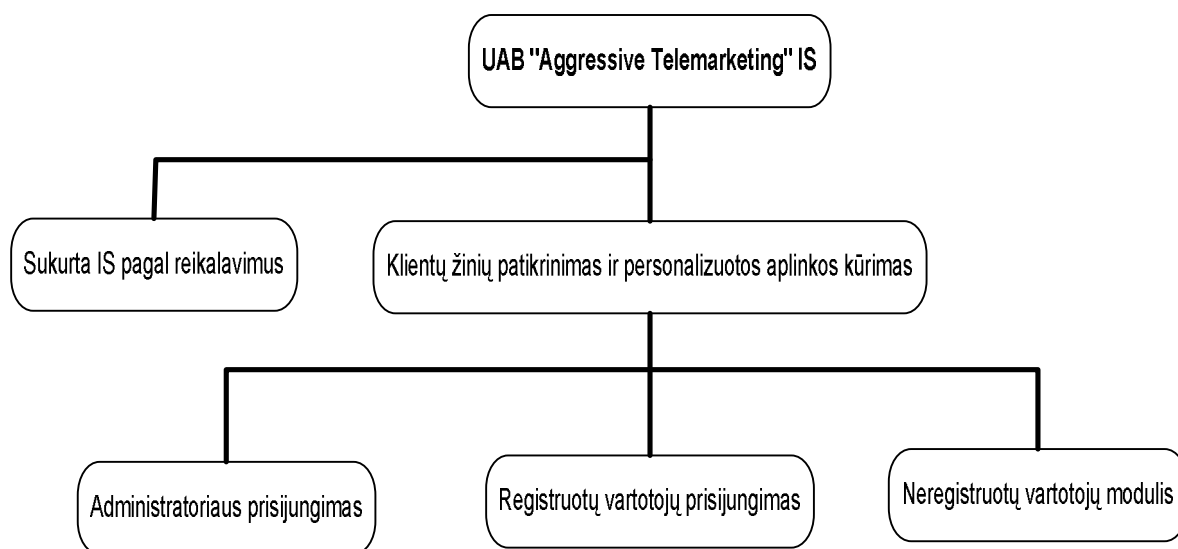 UAB "Aggressive Telemarketing" IS
Sukurta IS pagal reikalavimus
Klientų žinių patikrinimas ir personalizuotos aplinkos kūrimas
Administratoriaus prisijungimas
Registruotų vartotojų prisijungimas
Neregistruotų vartotojų modulis